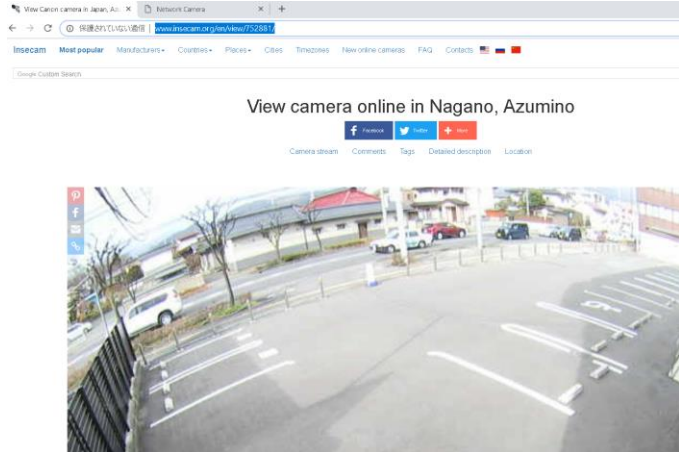 View Canon camera in Japan, Az
Network Camera
保護されていない通信 | www.insecam.org/en/view/752881/
Insecam Most popular Manufacturers Countries Places Cities Timezones New online cameras FAQ Contacts
Google Custom Search
View camera online in Nagano, Azumino
Facebook Twitter More
Camera stream Comments Tags Detailed description Location